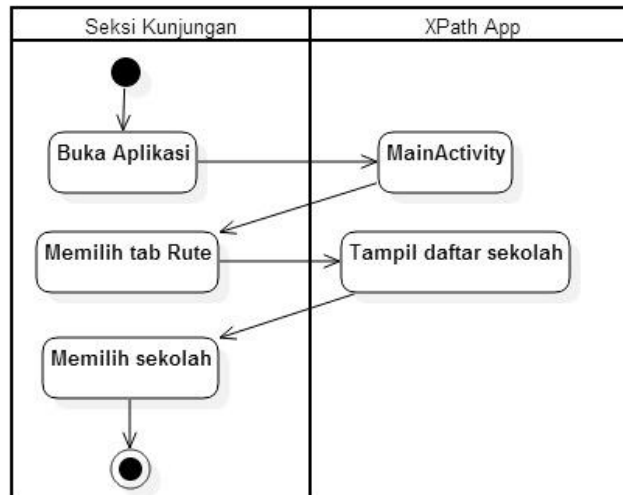 Seksi Kunjungan
XPath App
Buka Aplikasi
MainActivity
Memilih tab Rute
Tampil daftar sekolah
Memilih sekolah